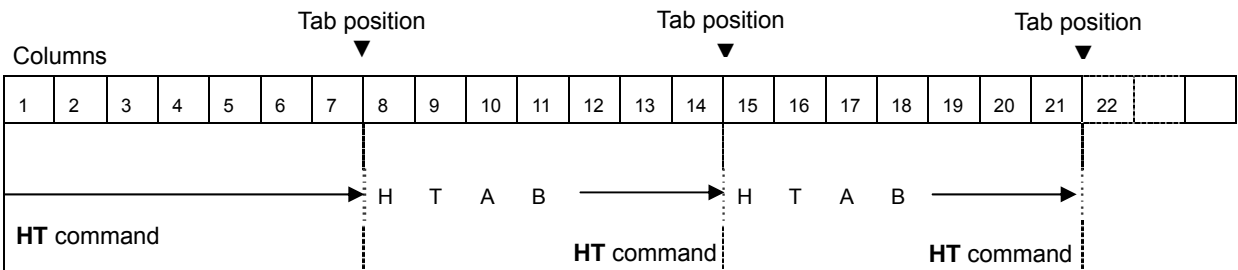 Tab position Tab position Tab position
Columns
1 2 3 4 5 6 7 8 9 10 11 12 13 14 15 16 17 18 19 20 21 22
H T A B H T A B
HT command HT command HT command